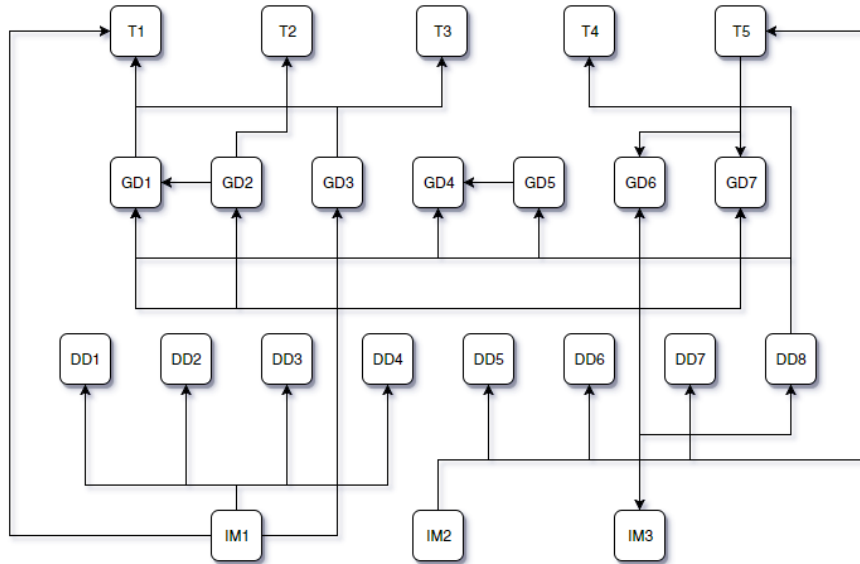 T1 T2 T3 T4 T5
GD1 GD2 GD3 GD4 GD5 GD6 GD7
DD1 DD2 DD3 DD4 DD5 DD6 DD7 DD8
IM1 IM2 IM3